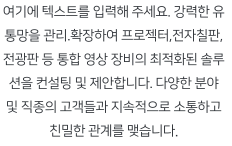 여기에 텍스트를 입력해 주세요. 강력한 유
통망을 관리.확장하여 프로젝터,전자칠판,
전광판 등 통합 영상 장비의 최적화된 솔루
션을 컨설팅 및 제안합니다. 다양한 분야
및 직종의 고객들과 지속적으로 소통하고
친밀한 관계를 맺습니다.